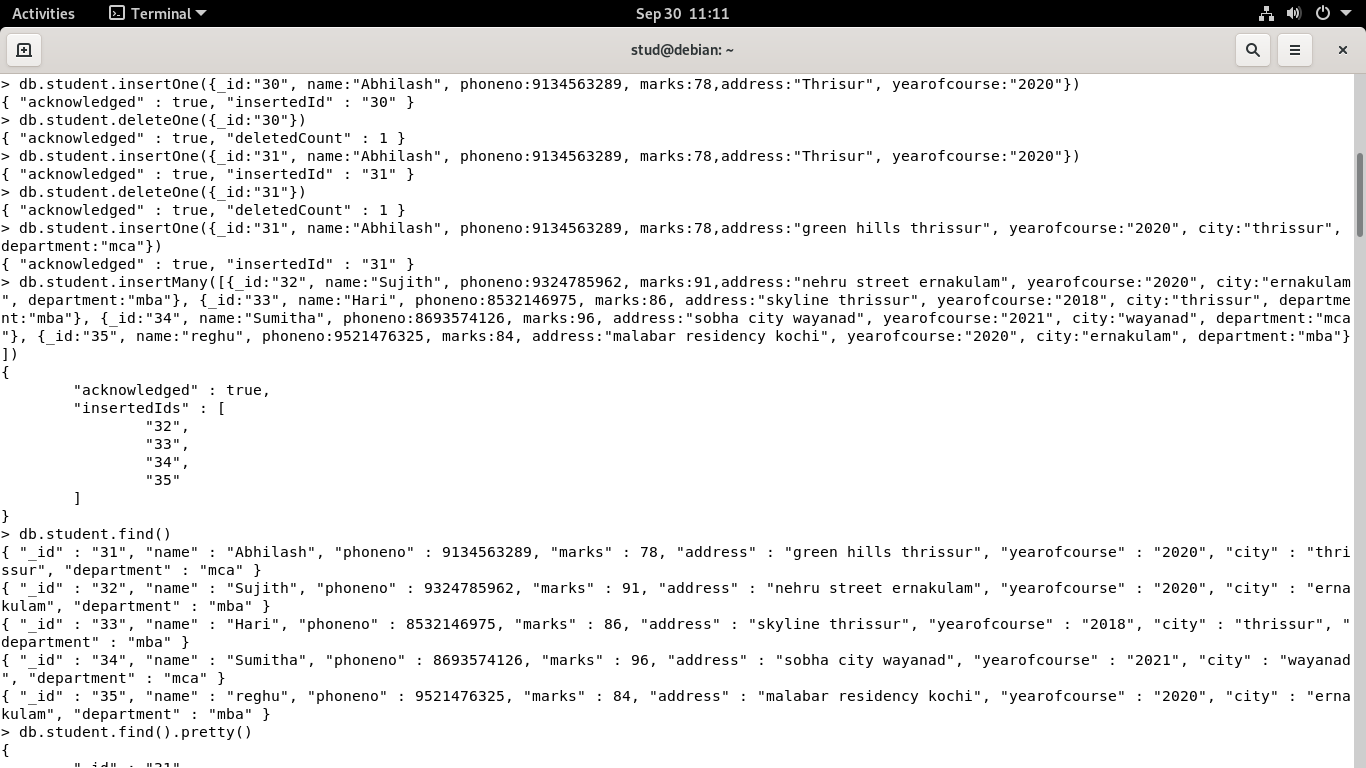 Activities Terminal Sep 30 11:11
stud@debian: ~
> db.student.insertOne({_id:"30", name:"Abhilash", phoneno:9134563289, marks:78,address:"Thrisur", yearofcourse:"2020"})
{ "acknowledged" : true, "insertedId" : "30" }
> db.student.deleteOne({_id:"30"})
{ "acknowledged" : true, "deletedCount" : 1 }
> db.student.insertOne({_id:"31", name:"Abhilash", phoneno:9134563289, marks:78,address:"Thrisur", yearofcourse:"2020"})
{ "acknowledged" : true, "insertedId" : "31" }
> db.student.deleteOne({_id:"31"})
{ "acknowledged" : true, "deletedCount" : 1 }
> db.student.insertOne({_id:"31", name:"Abhilash", phoneno:9134563289, marks:78,address:"green hills thrissur", yearofcourse:"2020", city:"thrissur",
department:"mca"})
{ "acknowledged" : true, "insertedId" : "31" }
> db.student.insertMany([{_id:"32", name:"Sujith", phoneno:9324785962, marks:91,address:"nehru street ernakulam", yearofcourse:"2020", city:"ernakulam
", department:"mba"}, {_id:"33", name:"Hari", phoneno:8532146975, marks:86, address:"skyline thrissur", yearofcourse:"2018", city:"thrissur", departme
nt:"mba"}, {_id:"34", name:"Sumitha", phoneno:8693574126, marks:96, address:"sobha city wayanad", yearofcourse:"2021", city:"wayanad", department:"mca
"}, {_id:"35", name:"reghu", phoneno:9521476325, marks:84, address:"malabar residency kochi", yearofcourse:"2020", city:"ernakulam", department:"mba"}
])
{
"acknowledged" : true,
"insertedIds" : [
"32",
"33",
"34",
"35"
]
}
> db.student.find()
{ "_id" : "31", "name" : "Abhilash", "phoneno" : 9134563289, "marks" : 78, "address" : "green hills thrissur", "yearofcourse" : "2020", "city" : "thri
ssur", "department" : "mca" }
{ "_id" : "32", "name" : "Sujith", "phoneno" : 9324785962, "marks" : 91, "address" : "nehru street ernakulam", "yearofcourse" : "2020", "city" : "erna
kulam", "department" : "mba" }
{ "_id" : "33", "name" : "Hari", "phoneno" : 8532146975, "marks" : 86, "address" : "skyline thrissur", "yearofcourse" : "2018", "city" : "thrissur", "
department" : "mba" }
{ "_id" : "34", "name" : "Sumitha", "phoneno" : 8693574126, "marks" : 96, "address" : "sobha city wayanad", "yearofcourse" : "2021", "city" : "wayanad
", "department" : "mca" }
{ "_id" : "35", "name" : "reghu", "phoneno" : 9521476325, "marks" : 84, "address" : "malabar residency kochi", "yearofcourse" : "2020", "city" : "erna
kulam", "department" : "mba" }
> db.student.find().pretty()
{
"_id" : "31",